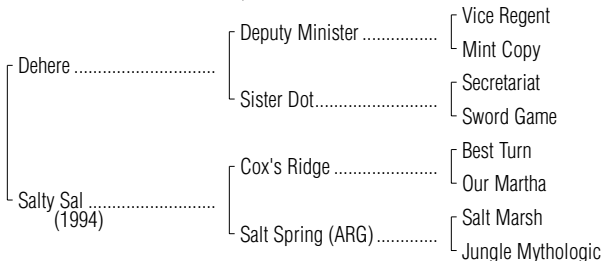 Vice Regent
Deputy Minister ................
Mint Copy
Dehere .............................
Secretariat
Sister Dot..........................
Sword Game
Best Turn
Cox's Ridge ......................
Our Martha
Salty Sal ..........................
(1994)
Salt Marsh
Salt Spring (ARG).............
Jungle Mythologic